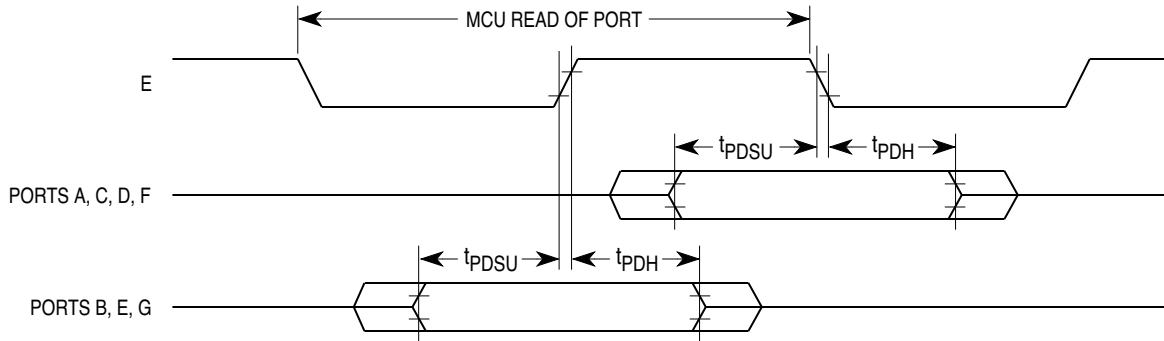 MCU READ OF PORT
E
tPDSU
tPDH
PORTS A, C, D, F
tPDSU
tPDH
PORTS B, E, G